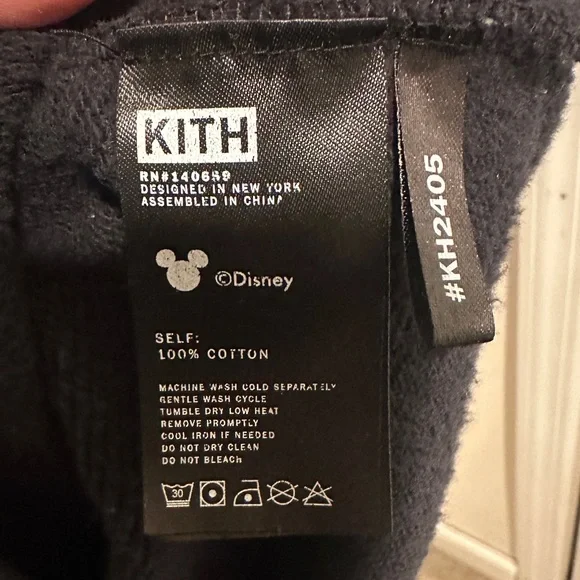 KITH
RN#140659
DESIGNED IN NEW YORK
ASSEMBLED IN CHINA
©Disney
SELF:
100% COTTON
MACHINE WASH COLD SEPARATELY
GENTLE WASH CYCLE
TUMBLE DRY LOW HEAT
REMOVE PROMPTLY
COOL IRON IF NEEDED
DO NOT DRY CLEAN
DO NOT BLEACH
30
#KH2405